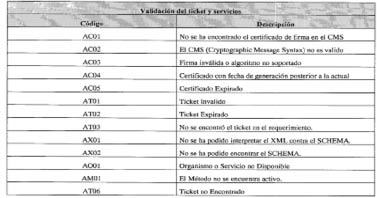 Validación del ticket y servicios
Código Descripción
AC01 No se ha encontrado el certificado de firma en el CMS
AC02 El CMS (Cryptographic Message Syntax) no es valido
AC03 Firma inválida o algoritmo no soportado
AC04 Certificado con fecha de generación posterior a la actual
AC05 Certificado Expirado
AT01 Ticket Invalido
AT02 Ticket Expirado
AT03 No se encontró el ticket en el requerimiento.
AX01 No se ha podido interpretar el XML contra el SCHEMA.
AX02 No se ha podido encontrar el SCHEMA.
AO01 Organismo o Servicio no Disponible
AM01 El Método no se encuentra activo.
AT06 Ticket no Encontrado